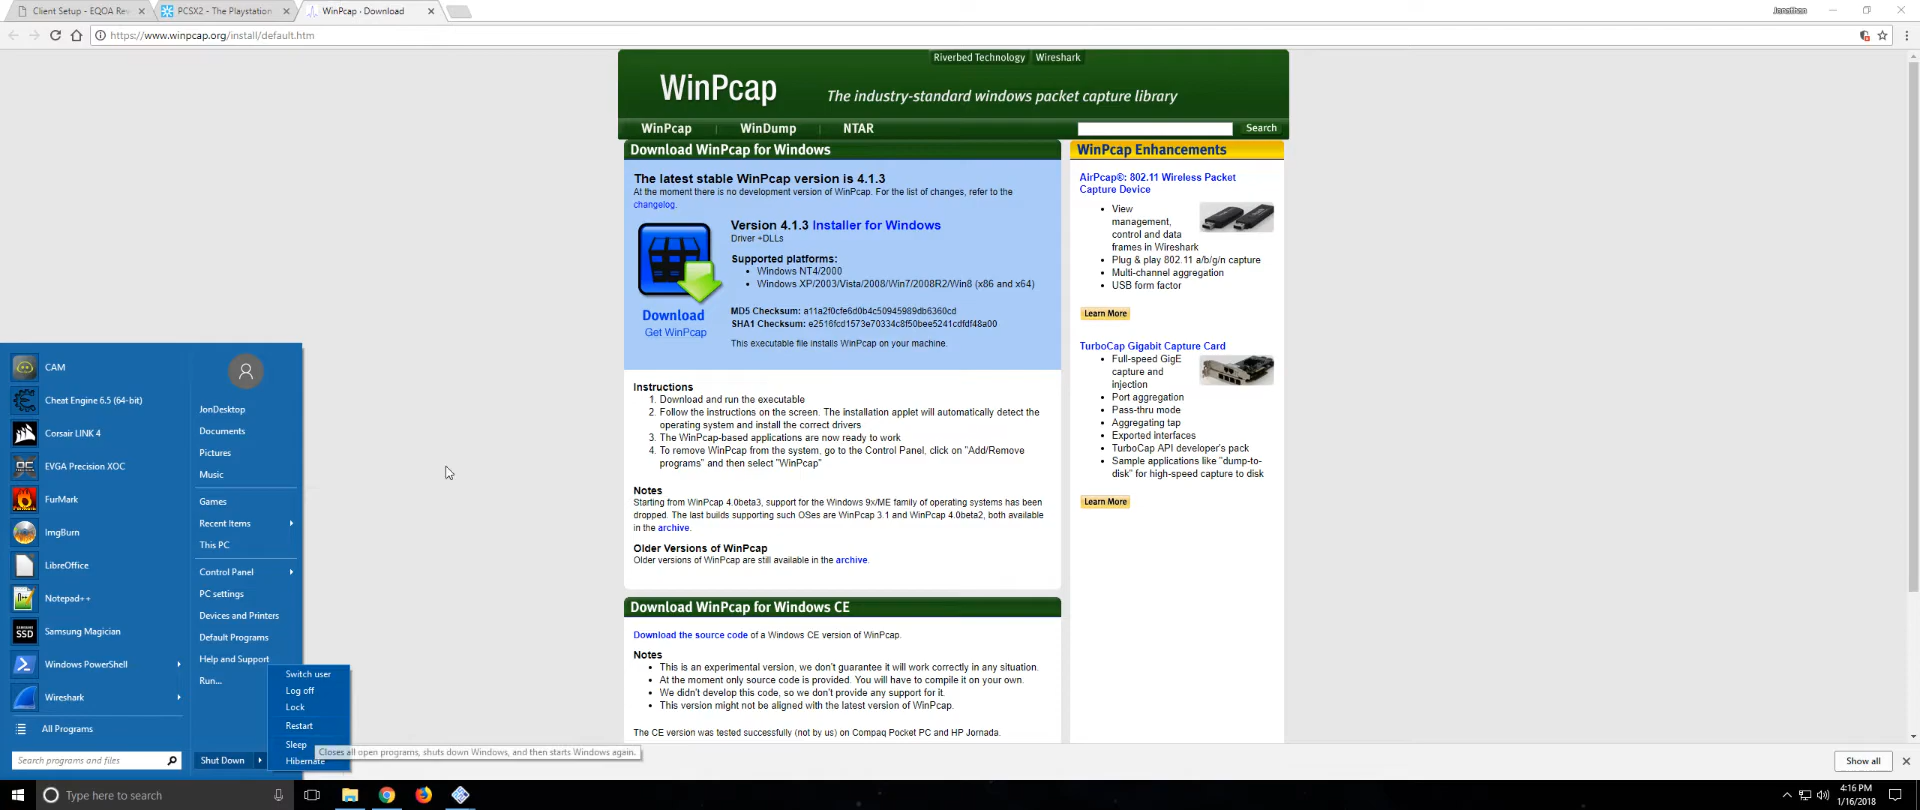 Client Setup - EQOA Re
PCSX2 - The Playstation
WinPcap · Download
Jonathan
https://www.winpcap.org/install/default.htm
Riverbed Technology
Wireshark
WinPcap
The industry-standard windows packet capture library
WinPcap
WinDump
NTAR
Search
Download WinPcap for Windows
The latest stable WinPcap version is 4.1.3
At the moment there is no development version of WinPcap. For the list of changes, refer to the
changelog.
Version 4.1.3 Installer for Windows
Driver +DLLs
Supported platforms:
• Windows NT4/2000
• Windows XP/2003/Vista/2008/Win7/2008R2/Win8 (x86 and x64)
Download
Get WinPcap
MD5 Checksum: a11a2f0cfe6d0b4c50945989db6360cd
SHA1 Checksum: e2516fcd1573e70334c8f50bee5241cdfdf48a00
This executable file installs WinPcap on your machine.
Instructions
1. Download and run the executable
2. Follow the instructions on the screen. The installation applet will automatically detect the
operating system and install the correct drivers
3. The WinPcap-based applications are now ready to work
4. To remove WinPcap from the system, go to the Control Panel, click on "Add/Remove
programs" and then select "WinPcap"
Notes
Starting from WinPcap 4.0beta3, support for the Windows 9x/ME family of operating systems has been
dropped. The last builds supporting such OSes are WinPcap 3.1 and WinPcap 4.0beta2, both available
in the archive.
Older Versions of WinPcap
Older versions of WinPcap are still available in the archive.
Download WinPcap for Windows CE
Download the source code of a Windows CE version of WinPcap.
Notes
• This is an experimental version, we don't guarantee it will work correctly in any situation.
• At the moment only source code is provided. You will have to compile it on your own.
• We didn't develop this code, so we don't provide any support for it.
• This version might not be aligned with the latest version of WinPcap.
The CE version was tested successfully (not by us) on Compaq Pocket PC and HP Jornada.
WinPcap Enhancements
AirPcap®: 802.11 Wireless Packet
Capture Device
• View
management,
control and data
frames in Wireshark
• Plug & play 802.11 a/b/g/n capture
• Multi-channel aggregation
• USB form factor
Learn More
TurboCap Gigabit Capture Card
• Full-speed GigE
capture and
injection
• Port aggregation
• Pass-thru mode
• Aggregating tap
• Exported interfaces
• TurboCap API developer's pack
• Sample applications like "dump-to-
disk" for high-speed capture to disk
Learn More
CAM
Cheat Engine 6.5 (64-bit)
Corsair LINK 4
EVGA Precision XOC
FurMark
ImgBurn
LibreOffice
Notepad++
SAMSUNG
SSD
Samsung Magician
Windows PowerShell
Wireshark
All Programs
Search programs and files
JonDesktop
Documents
Pictures
Music
Games
Recent Items
This PC
Control Panel
PC settings
Devices and Printers
Default Programs
Help and Support
Run...
Shut Down
Switch user
Log off
Lock
Restart
Sleep
Hibernate
Closes all open programs, shuts down Windows, and then starts Windows again.
Show all
Type here to search
4:16 PM
1/16/2018